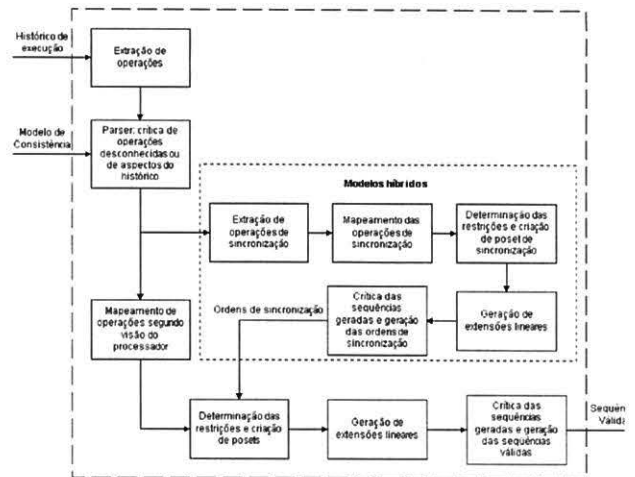 Histórico de
execução
Extração de
operações
Modelo de
Consistência
Parser: crítica de
operações
desconhecidas ou
de aspectos do
histórico
Modelos híbridos
Extração de
operações de
sincronização
Mapeamento das
operações de
sincronização
Determinação das
restrições e criação
de poset de
sincronização
Mapeamento de
operações segundo
visão do
processador
Ordens de sincronização
Crítica das
sequências
geradas e geração
das ordens de
sincronização
Geração de
extensões lineares
Determinação das
restrições e criação
de posets
Geração de
extensões lineares
Crítica das
sequências
geradas e geração
das sequências
válidas
Sequên
Valida